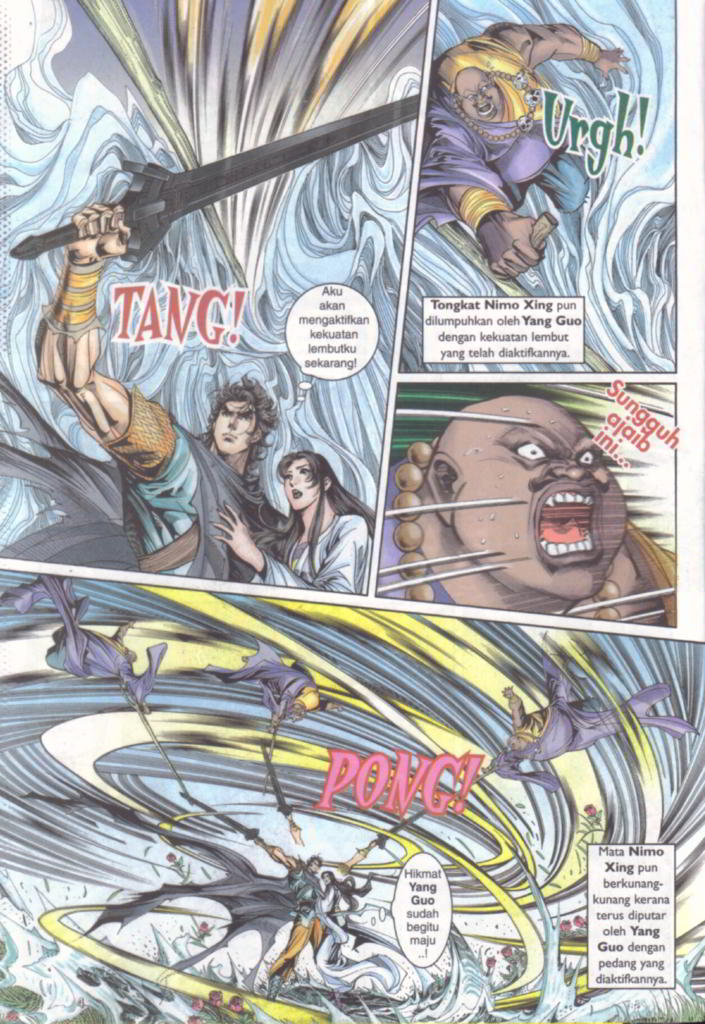 TANG!
Aku
akan
mengaktifkan
kekuatan
lembutku
sekarang!
Urgh!
Tongkat Nimo Xing pun
dilumpuhkan oleh Yang Guo
dengan kekuatan lembut
yang telah diaktifkannya.
Sungguh
ajaib
ini...
PONG!
Hikmat
Yang
Guo
sudah
begitu
maju
..!
Mata Nimo
Xing pun
berkunang-
kunang kerana
terus diputar
oleh Yang
Guo dengan
pedang yang
diaktifkannya.